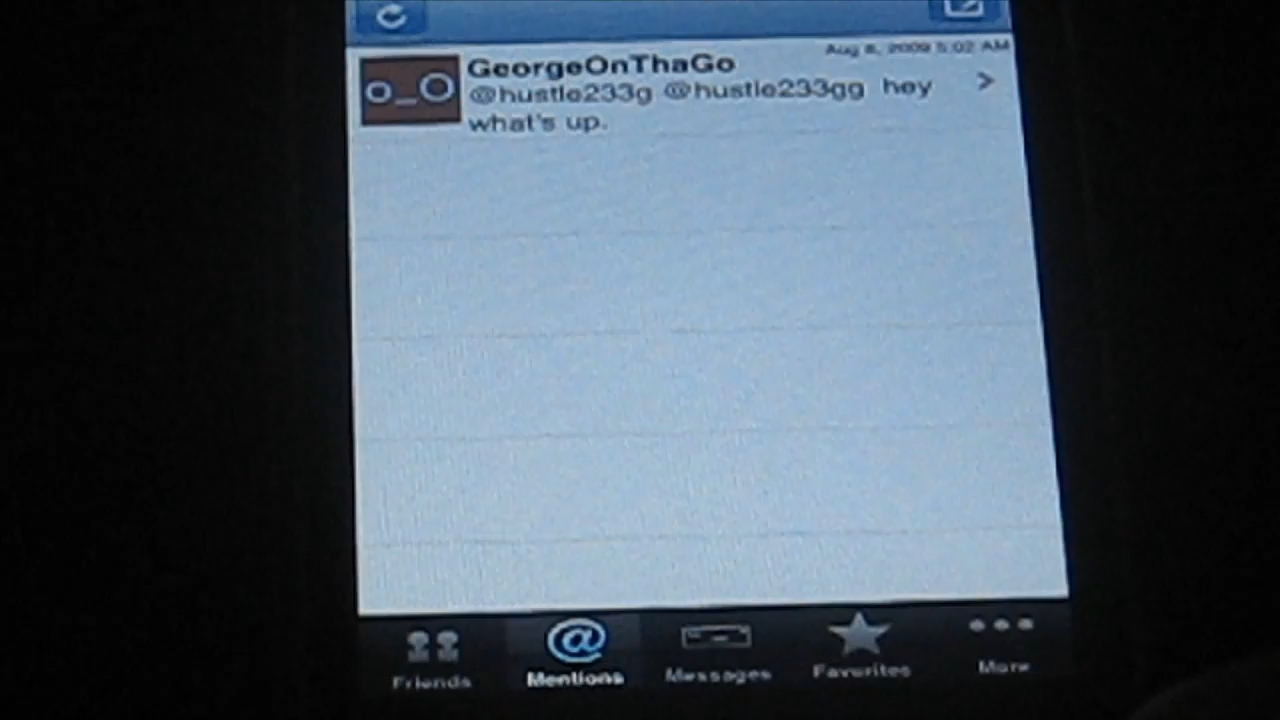 Aug 8, 2009 5:02 AM
GeorgeOnThaGo
o_O
@hustle233g @hustle233gg hey
what's up.
Friends
Mentions
Messages
Favorites
More